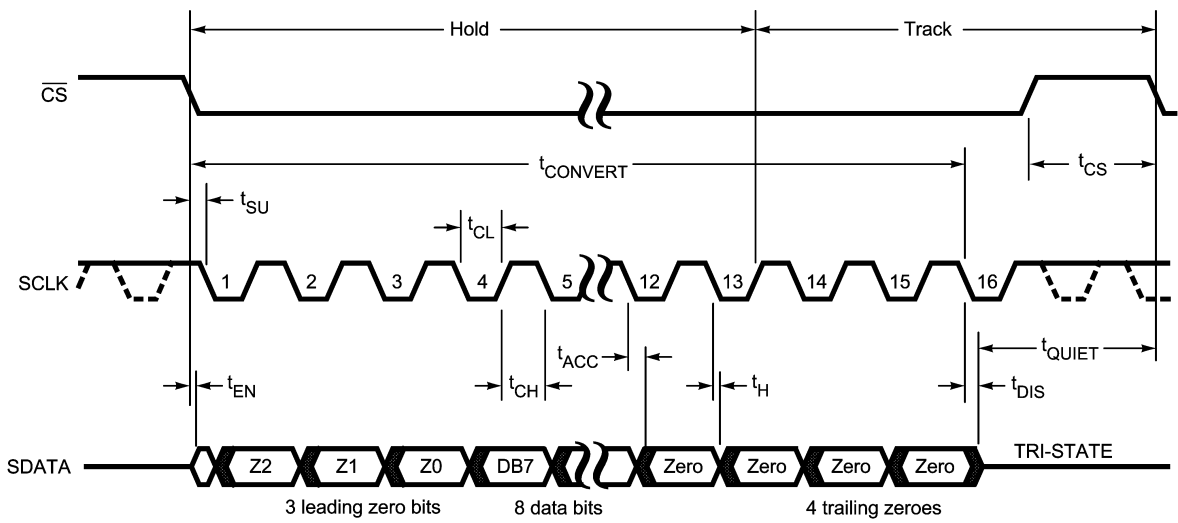 Hold Track
CS
tCONVERT tCS
tSU
tCL
SCLK 1 2 3 4 5 12 13 14 15 16
tACC tQUIET
tEN tCH tH tDIS
SDATA Z2 Z1 Z0 DB7 Zero Zero Zero Zero TRI-STATE
3 leading zero bits 8 data bits 4 trailing zeroes